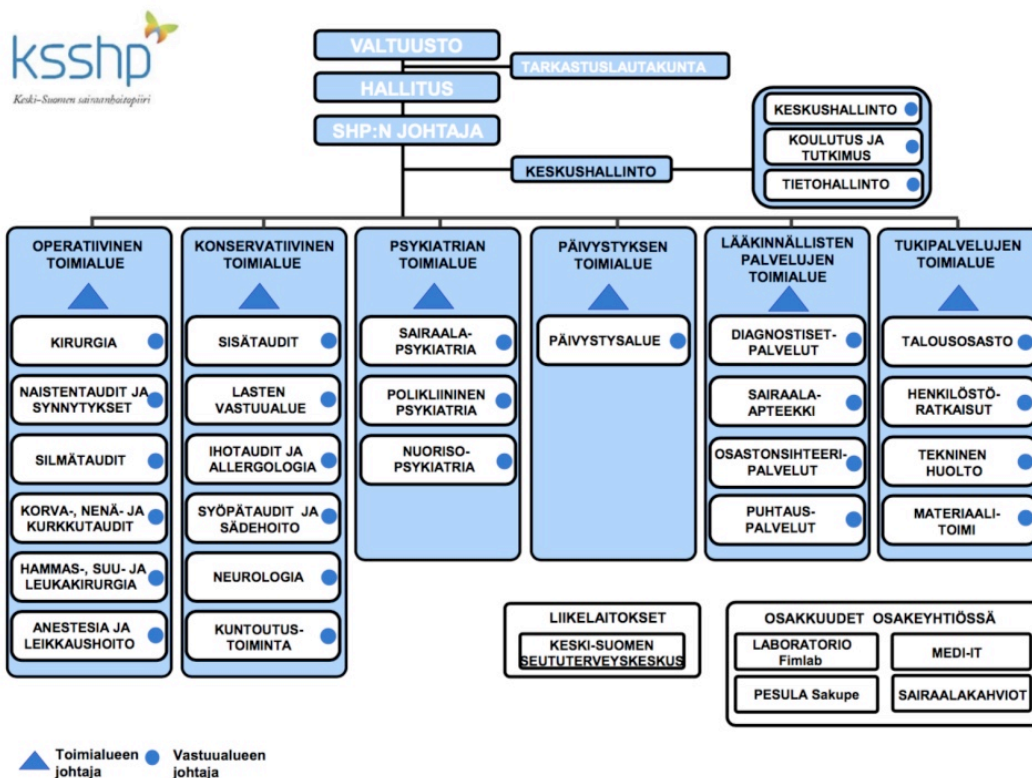 ksshp
Keski-Suomen sairaanhoitopiiri
VALTUUSTO
TARKASTUSLAUTAKUNTA
HALLITUS
SHP:N JOHTAJA
KESKUSHALLINTO
KESKUSHALLINTO
KOULUTUS JA
TUTKIMUS
TIETOHALLINTO
OPERATIIVINEN
TOIMIALUE
KIRURGIA
NAISTENTAUDIT JA
SYNNYTYKSET
SILMÄTAUDIT
KORVA-, NENÄ- JA
KURKKUTAUDIT
HAMMAS-, SUU- JA
LEUKAKIRURGIA
ANESTESIA JA
LEIKKAUSHOITO
KONSERVATIIVINEN
TOIMIALUE
SISÄTAUDIT
LASTEN
VASTUUALUE
IHOTAUDIT JA
ALLERGOLOGIA
SYÖPÄTAUDIT JA
SÄDEHOITO
NEUROLOGIA
KUNTOUTUS-
TOIMINTA
PSYKIATRIAN
TOIMIALUE
SAIRAALA-
PSYKIATRIA
POLIKLIININEN
PSYKIATRIA
NUORISO-
PSYKIATRIA
PÄIVYSTYKSEN
TOIMIALUE
PÄIVYSTYSALUE
LÄÄKINNÄLLISTEN
PALVELUJEN
TOIMIALUE
DIAGNOSTISET-
PALVELUT
SAIRAALA-
APTEEKKI
OSASTONSIHTEERI-
PALVELUT
PUHTAUS-
PALVELUT
TUKIPALVELUJEN
TOIMIALUE
TALOUSOSASTO
HENKILÖSTÖ-
RATKAISUT
TEKNINEN
HUOLTO
MATERIAALI-
TOIMI
LIIKELAITOKSET
KESKI-SUOMEN
SEUTUTERVEYSKESKUS
OSAKKUUDET OSAKEYHTIÖSSÄ
LABORATORIO
Fimlab
MEDI-IT
PESULA Sakupe
SAIRAALAKAHVIOT
Toimialueen
johtaja
Vastuualueen
johtaja